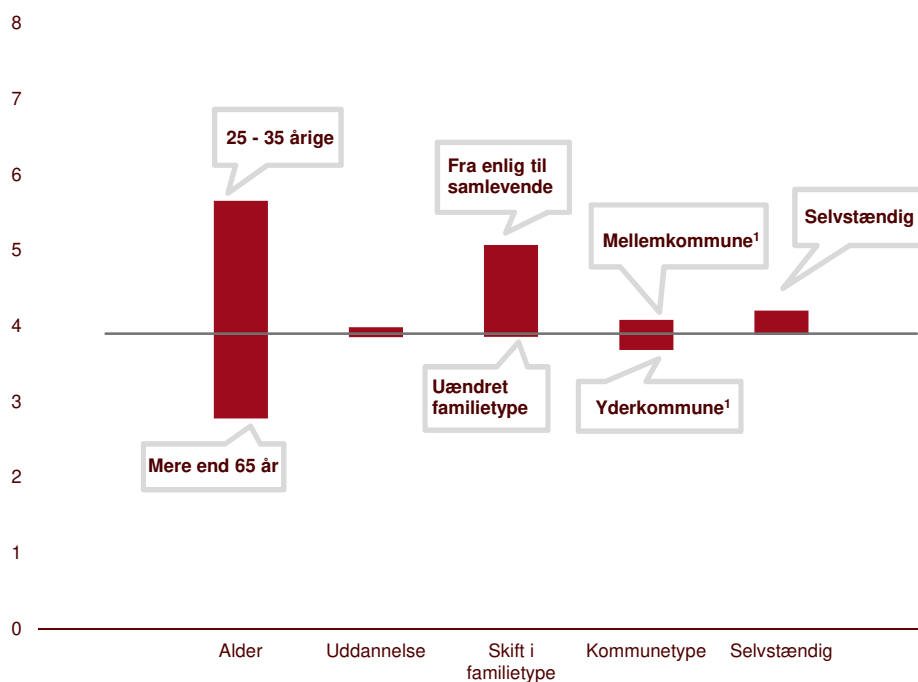 8
7
6
5
4
3
2
1
0
25 - 35 årige
Mere end 65 år
Fra enlig til
samlevende
Uændret
familietype
Mellemkommune¹
Yderkommune¹
Selvstændig
Alder
Uddannelse
Skift i
familietype
Kommunetype
Selvstændig